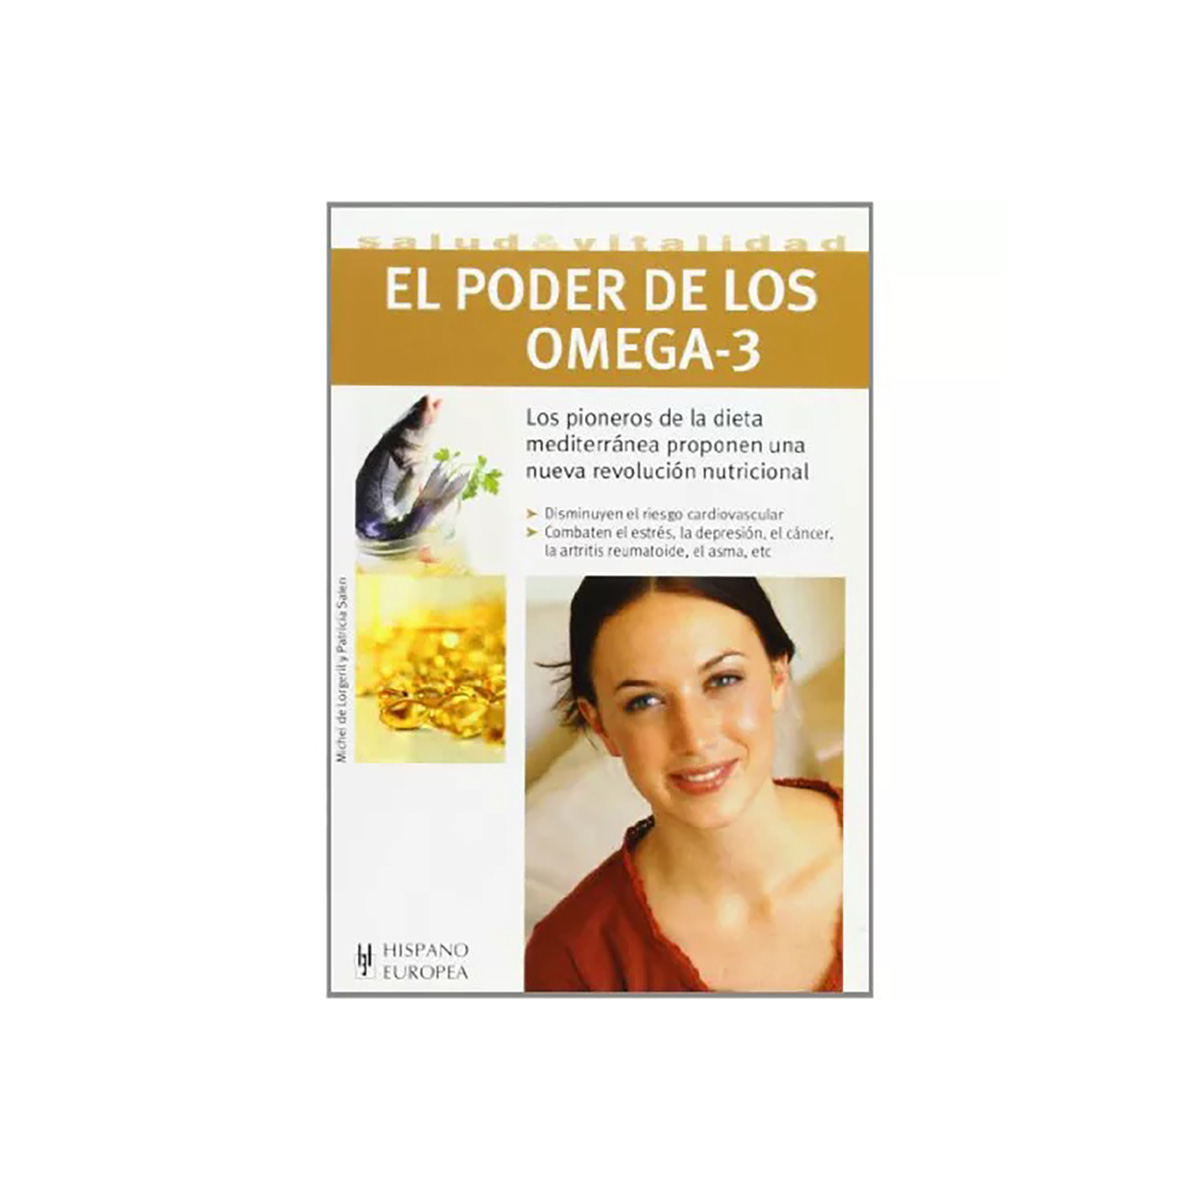 salud&vitalidad
EL PODER DE LOS
OMEGA-3
Los pioneros de la dieta
mediterránea proponen una
nueva revolución nutricional
➤ Disminuyen el riesgo cardiovascular
➤ Combaten el estrés, la depresión, el cáncer,
la artritis reumatoide, el asma, etc
Michel de Lorgeril y Patricia Salen
HISPANO
EUROPEA